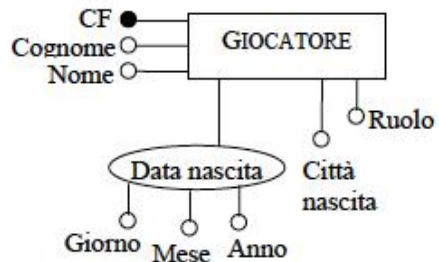 CF
Cognome
Nome
GIOCATORE
Ruolo
Data nascita
Città
nascita
Giorno
Mese
Anno